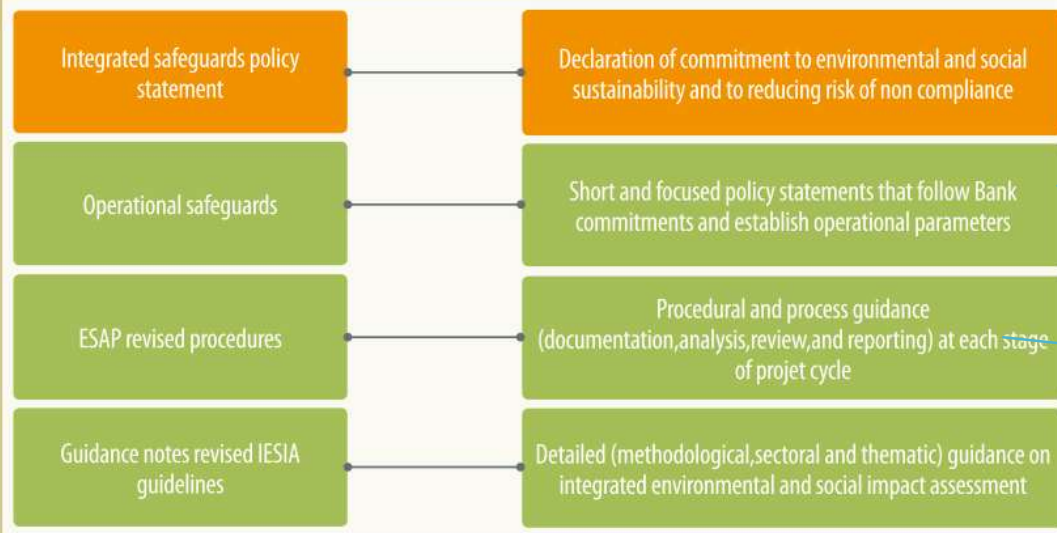 Integrated safeguards policy
statement
Declaration of commitment to environmental and social
sustainability and to reducing risk of non compliance
Operational safeguards
Short and focused policy statements that follow Bank
commitments and establish operational parameters
ESAP revised procedures
Procedural and process guidance
(documentation,analysis,review,and reporting) at each stage
of projet cycle
Guidance notes revised IESIA
guidelines
Detailed (methodological,sectoral and thematic) guidance on
integrated environmental and social impact assessment